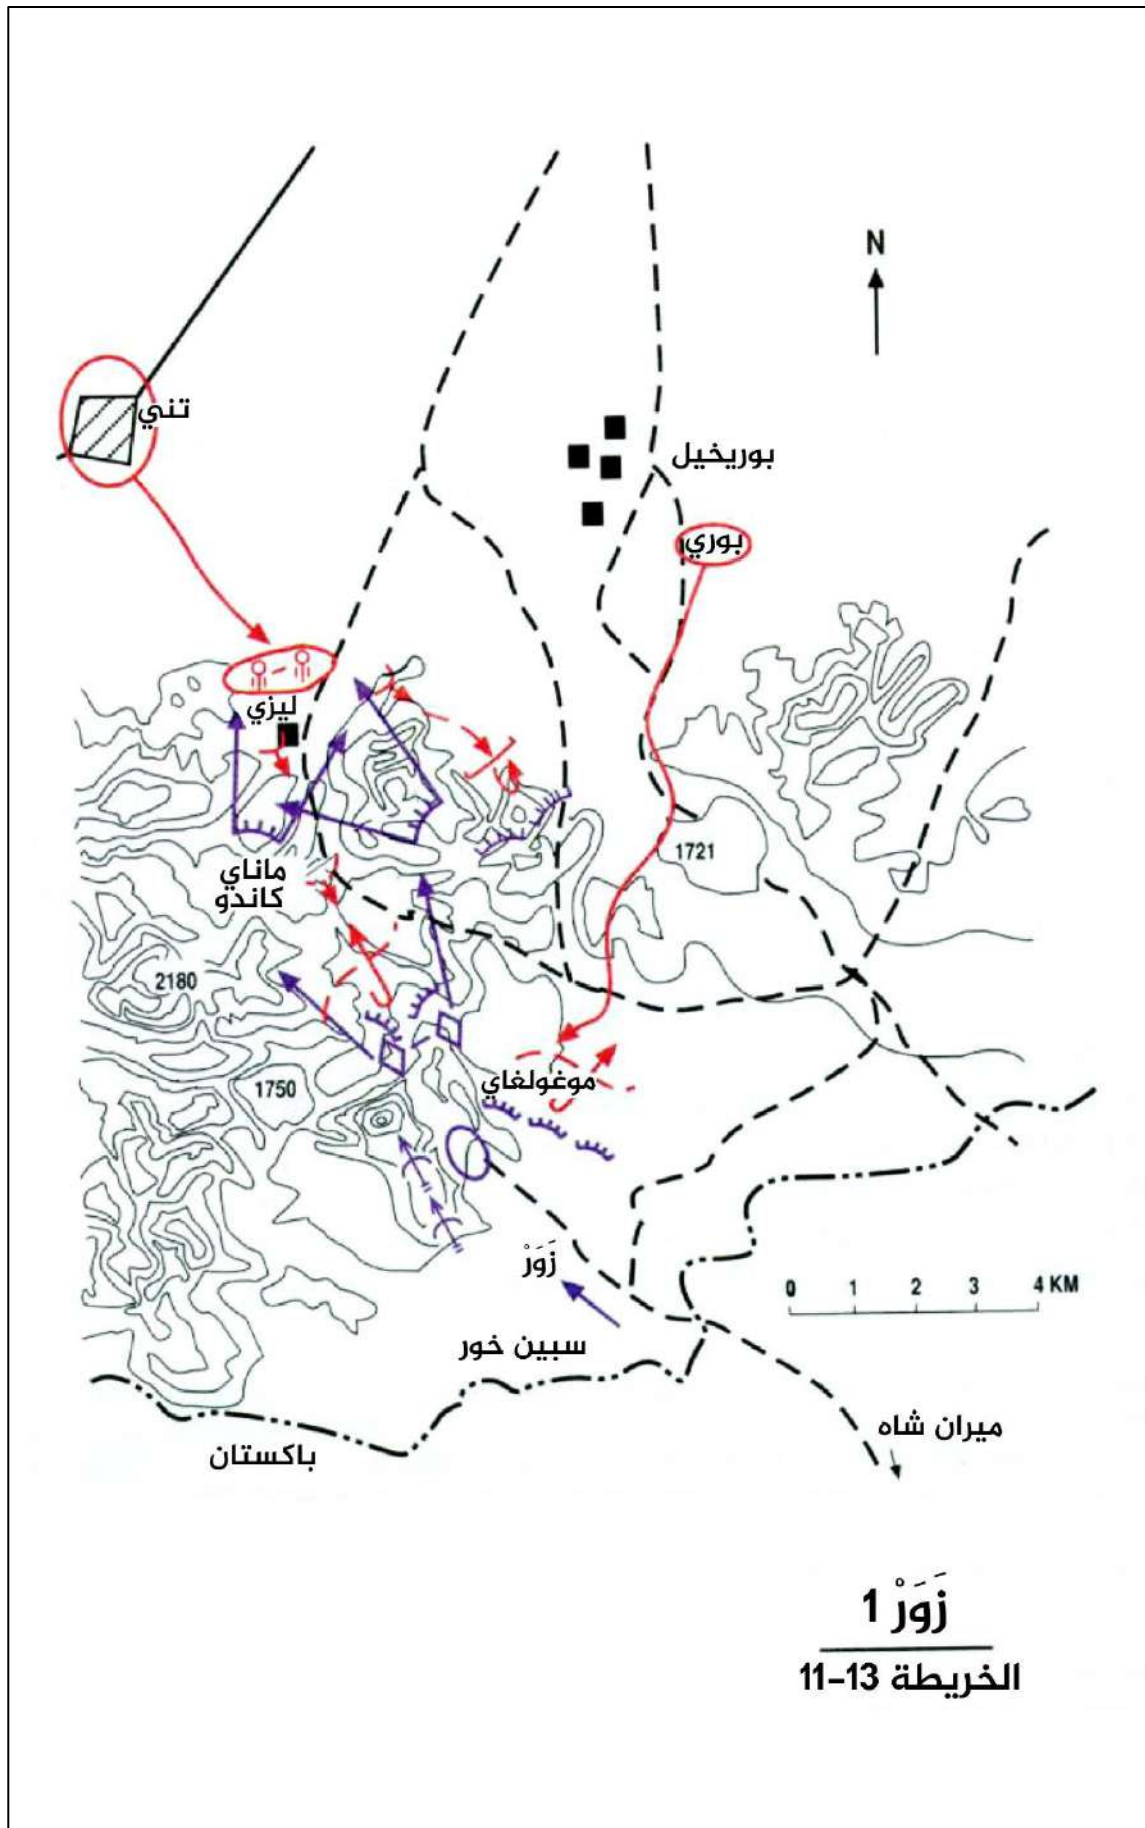 N
تني
بوريخيل
بوري
ليزي
1721
ماناي
كاندو
2180
1750
موغولغاي
زَوَرْ
0 1 2 3 4 KM
سبين خور
ميران شاه
باكستان
زَوَرْ 1
الخريطة 13-11